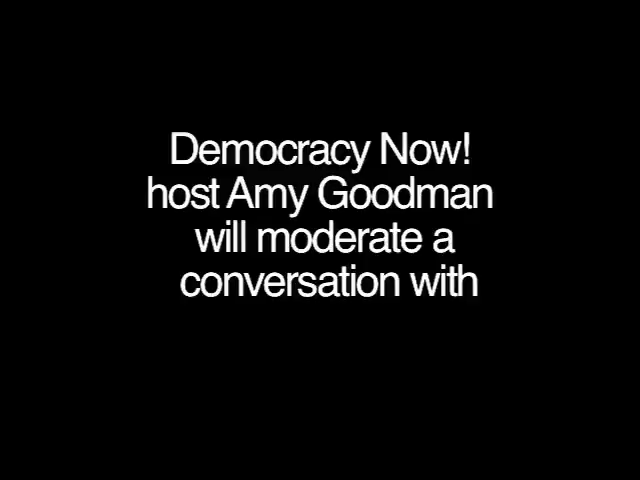 Democracy Now!
host Amy Goodman
will moderate a
conversation with